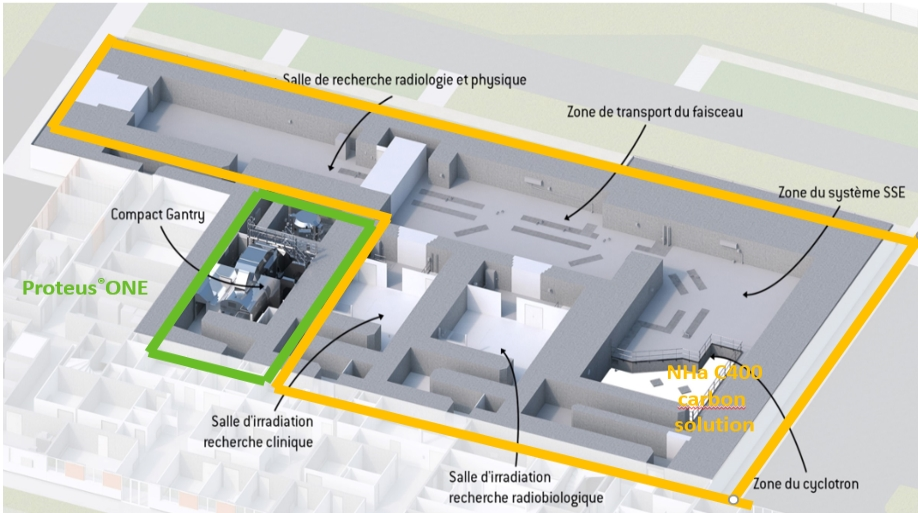 Salle de recherche radiologie et physique
Zone de transport du faisceau
Zone du système SSE
Compact Gantry
Proteus®ONE
NHa C400
carbon
solution
Salle d'irradiation
recherche clinique
Salle d'irradiation
recherche radiobiologique
Zone du cyclotron